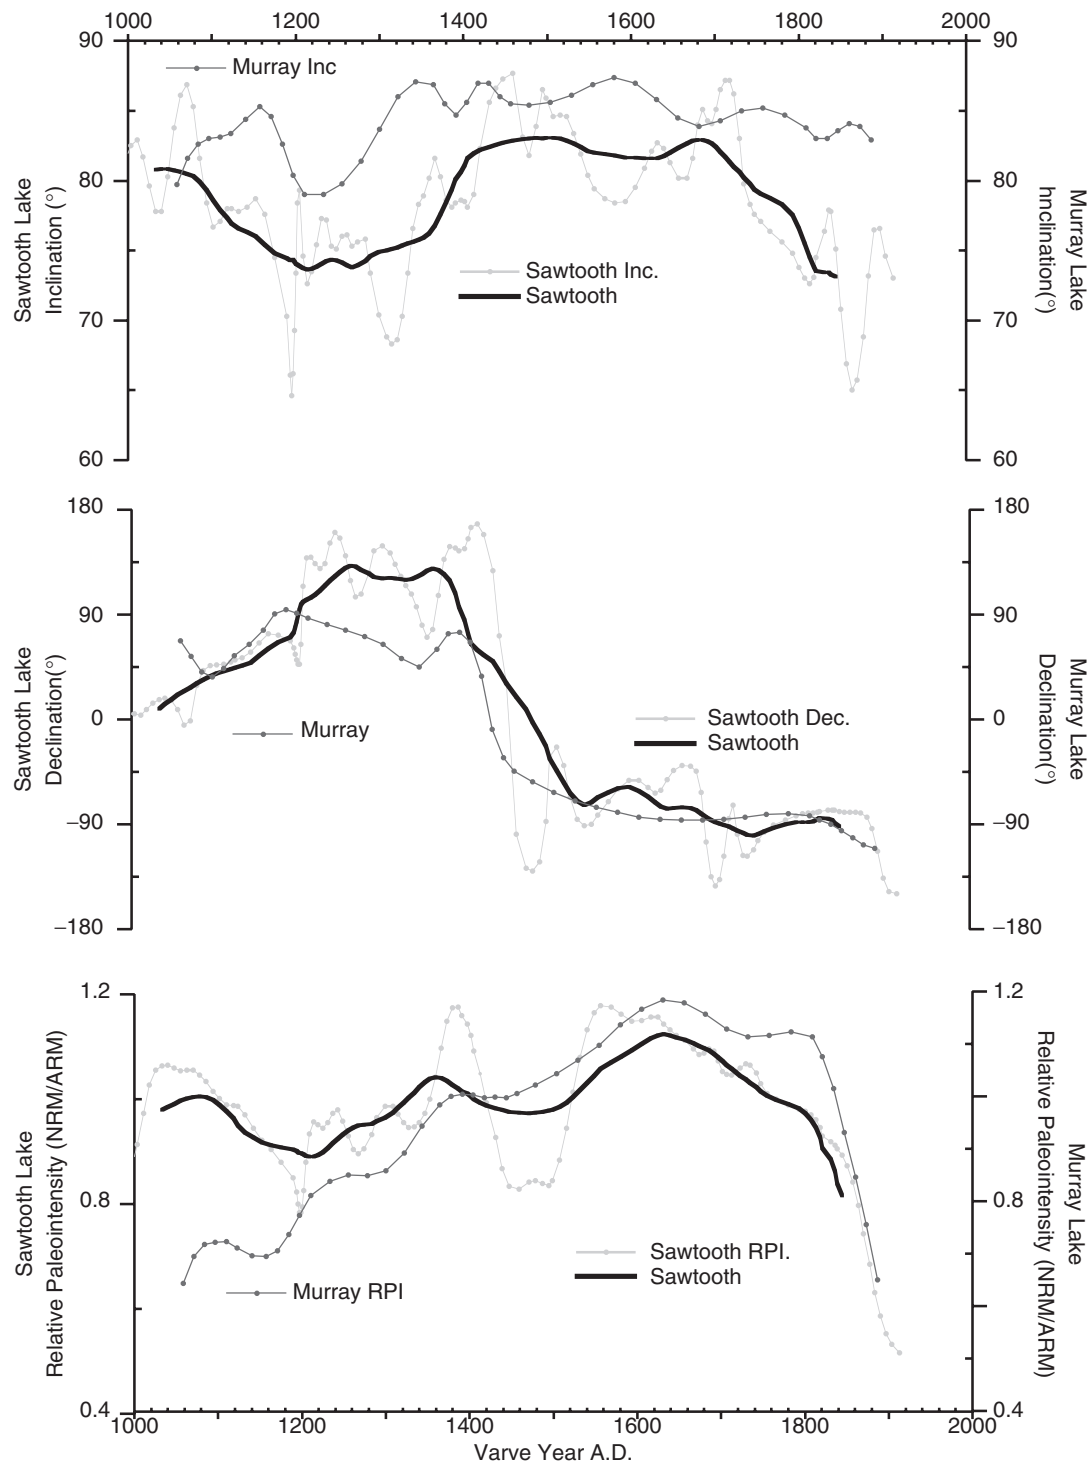 1000 1200 1400 1600 1800 2000
90 90
Murray Inc
80 80
Sawtooth Lake
Inclination (°)
Murray Lake
hnclination(°)
Sawtooth Inc.
Sawtooth
70 70
60 60
180 180
90 90
Sawtooth Lake
Declination(°)
Murray Lake
Declination(°)
0 0
Murray
Sawtooth Dec.
Sawtooth
−90 −90
−180 −180
1.2 1.2
Sawtooth Lake
Relative Paleointensity (NRM/ARM)
Murray Lake
Relative Paleointensity (NRM/ARM)
0.8 0.8
Sawtooth RPI.
Sawtooth
Murray RPI
0.4 0.4
1000 1200 1400 1600 1800 2000
Varve Year A.D.